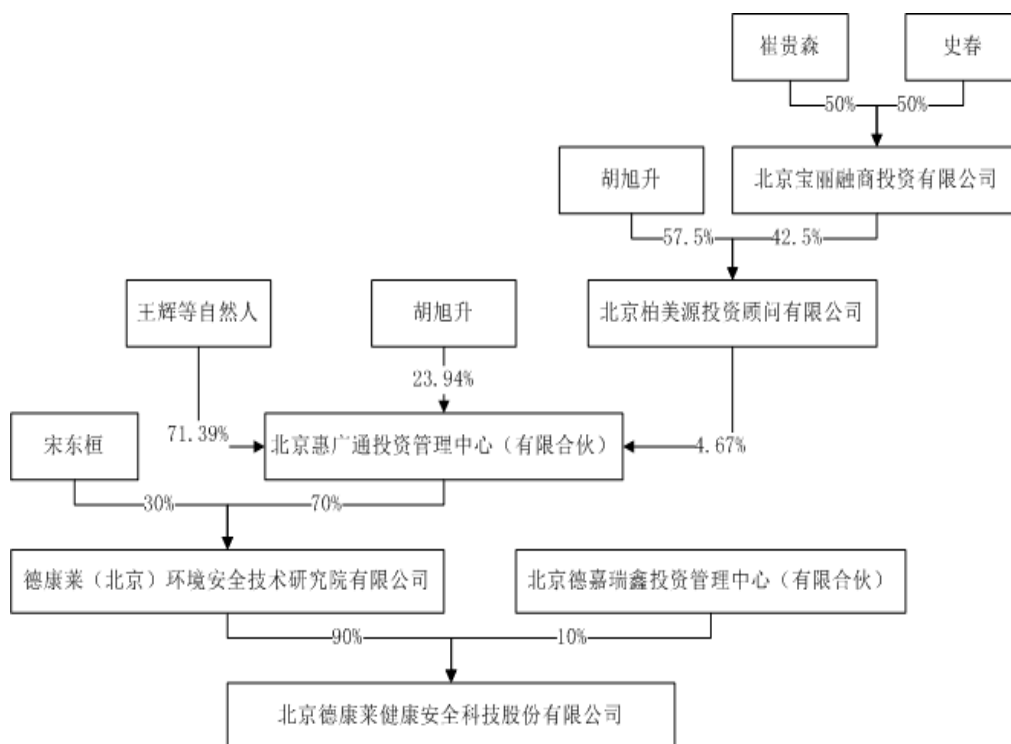 崔贵森
史春
50%
50%
胡旭升
北京宝丽融商投资有限公司
57.5%
42.5%
王辉等自然人
胡旭升
北京柏美源投资顾问有限公司
23.94%
宋东桓
71.39%
北京惠广通投资管理中心（有限合伙）
4.67%
30%
70%
德康莱（北京）环境安全技术研究院有限公司
北京德嘉瑞鑫投资管理中心（有限合伙）
90%
10%
北京德康莱健康安全科技股份有限公司